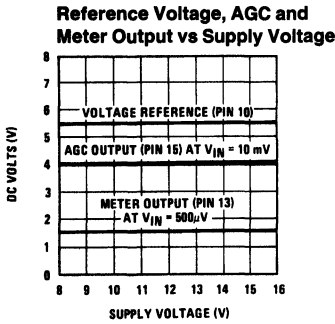 Reference Voltage, AGC and
Meter Output vs Supply Voltage
8
7
6
VOLTAGE REFERENCE (PIN 10)
5
AGC OUTPUT (PIN 15) AT VIN = 10 mV
4
3
METER OUTPUT (PIN 13)
AT VIN = 500μV
2
1
0
DC VOLTS (V)
8 9 10 11 12 13 14 15 16
SUPPLY VOLTAGE (V)